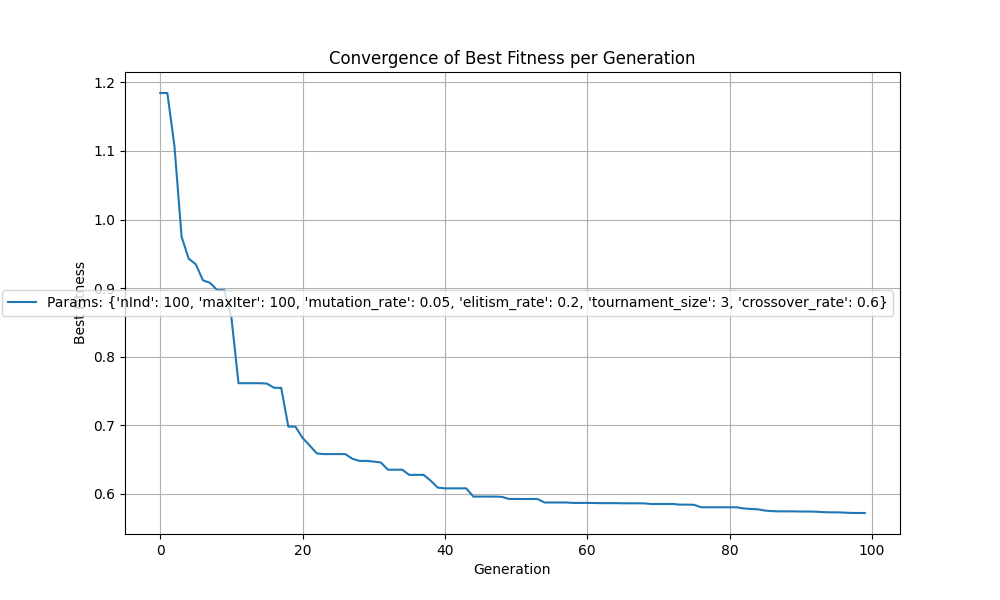 Convergence of Best Fitness per Generation
1.2
1.1
1.0
0.9
Params: {'nInd': 100, 'maxIter': 100, 'mutation_rate': 0.05, 'elitism_rate': 0.2, 'tournament_size': 3, 'crossover_rate': 0.6}
Best Fitness
0.8
0.7
0.6
0 20 40 60 80 100
Generation